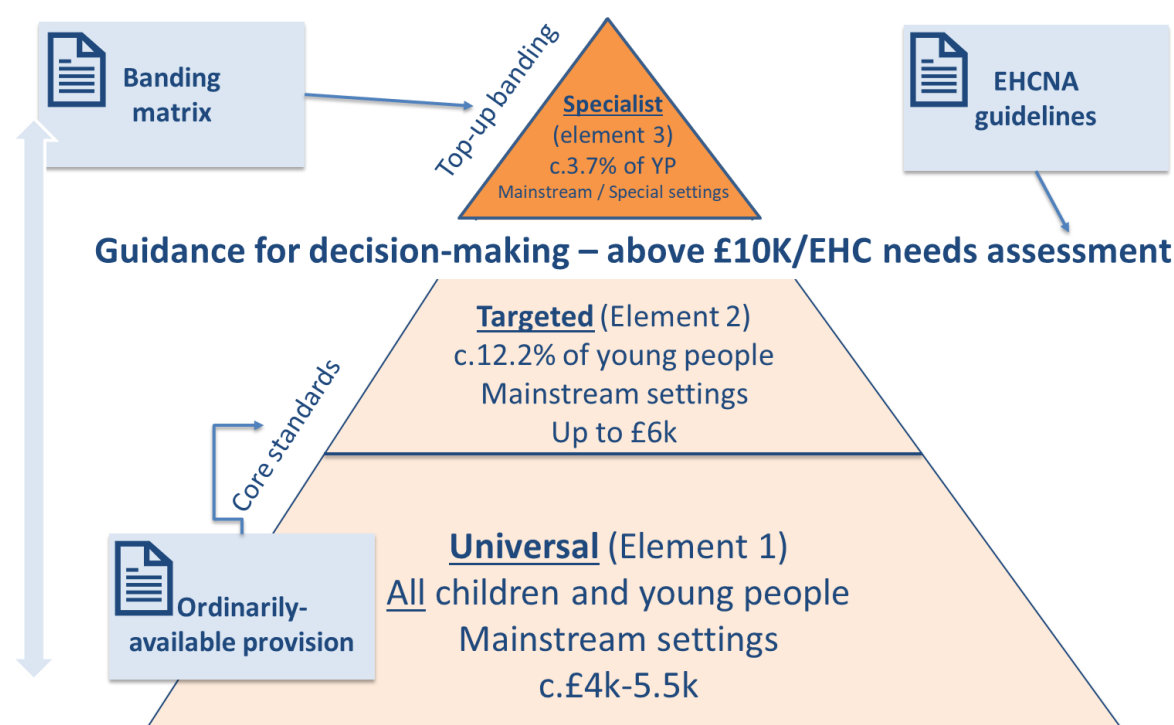 Banding
matrix
Top-up banding
Specialist
(element 3)
c.3.7% of YP
Mainstream / Special settings
EHCNA
guidelines
Guidance for decision-making – above £10K/EHC needs assessment
Targeted (Element 2)
c.12.2% of young people
Mainstream settings
Up to £6k
Core standards
Ordinarily-
available provision
Universal (Element 1)
All children and young people
Mainstream settings
c.£4k-5.5k